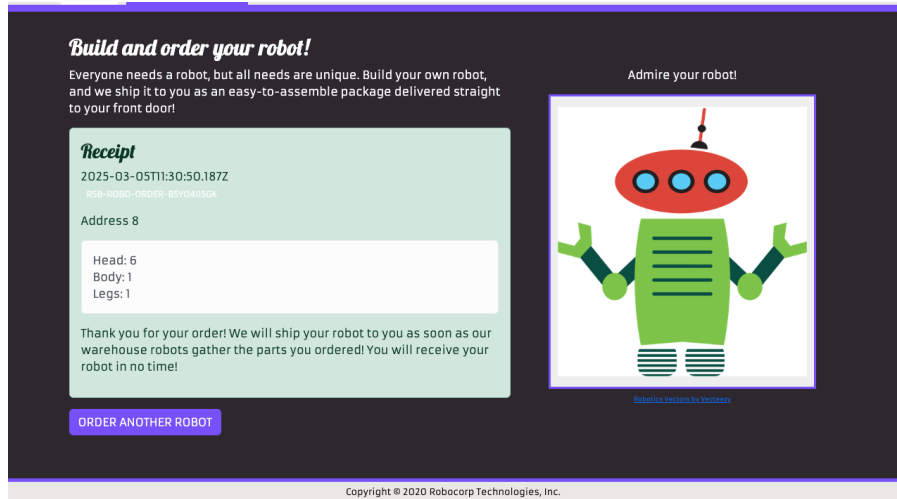 Build and order your robot!
Everyone needs a robot, but all needs are unique. Build your own robot,
and we ship it to you as an easy-to-assemble package delivered straight
to your front door!
Receipt
2025-03-05T11:30:50.187Z
Address 8
Head: 6
Body: 1
Legs: 1
Thank you for your order! We will ship your robot to you as soon as our
warehouse robots gather the parts you ordered! You will receive your
robot in no time!
ORDER ANOTHER ROBOT
Admire your robot!
Robotics Vectors by Vecteezy
Copyright © 2020 Robocorp Technologies, Inc.